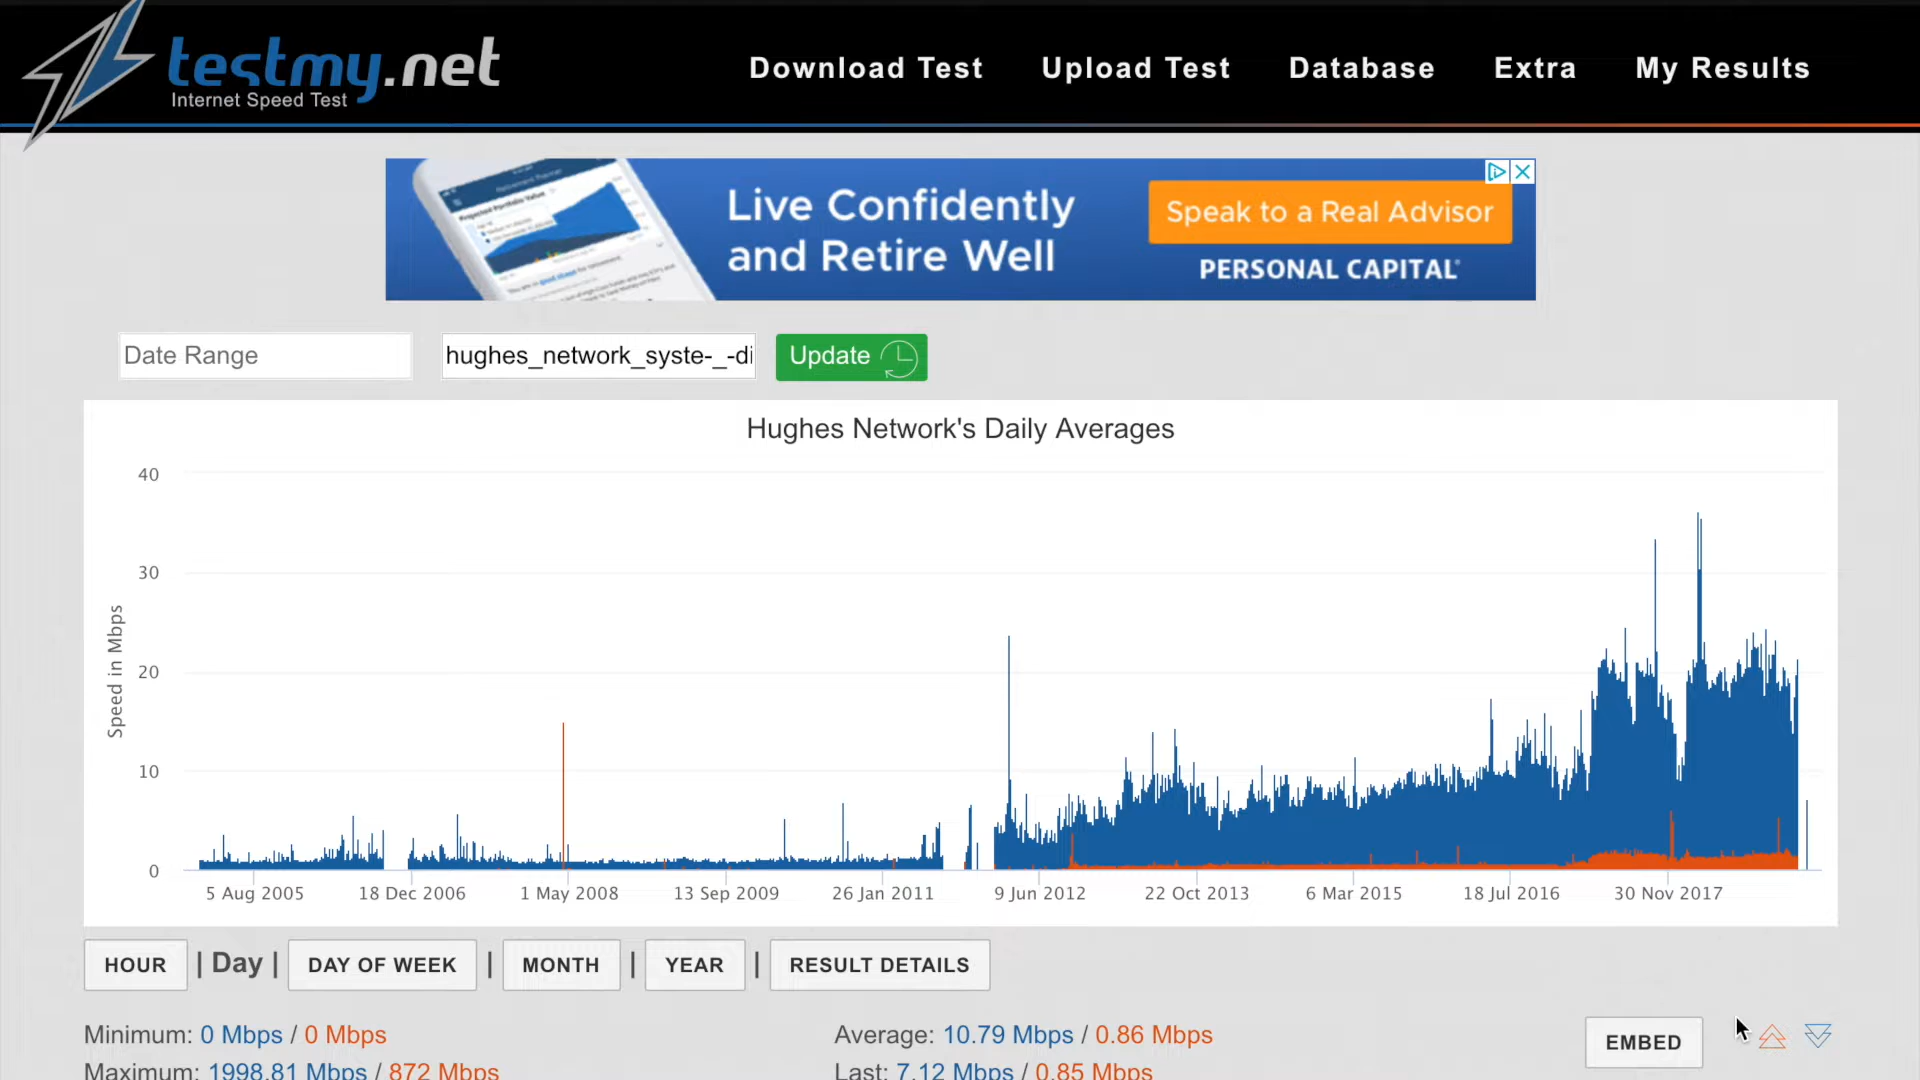 testmy.net
Internet Speed Test
Download Test
Upload Test
Database
Extra
My Results
Live Confidently
and Retire Well
Speak to a Real Advisor
PERSONAL CAPITAL
Date Range
hughes_network_syste-_-di
Update
Hughes Network's Daily Averages
Speed in Mbps
40
30
20
10
0
5 Aug 2005
18 Dec 2006
1 May 2008
13 Sep 2009
26 Jan 2011
9 Jun 2012
22 Oct 2013
6 Mar 2015
18 Jul 2016
30 Nov 2017
HOUR | Day | DAY OF WEEK | MONTH | YEAR | RESULT DETAILS
Minimum: 0 Mbps / 0 Mbps
Average: 10.79 Mbps / 0.86 Mbps
EMBED
Maximum: 1998.81 Mbps / 872 Mbps
Last: 7.12 Mbps / 0.85 Mbps